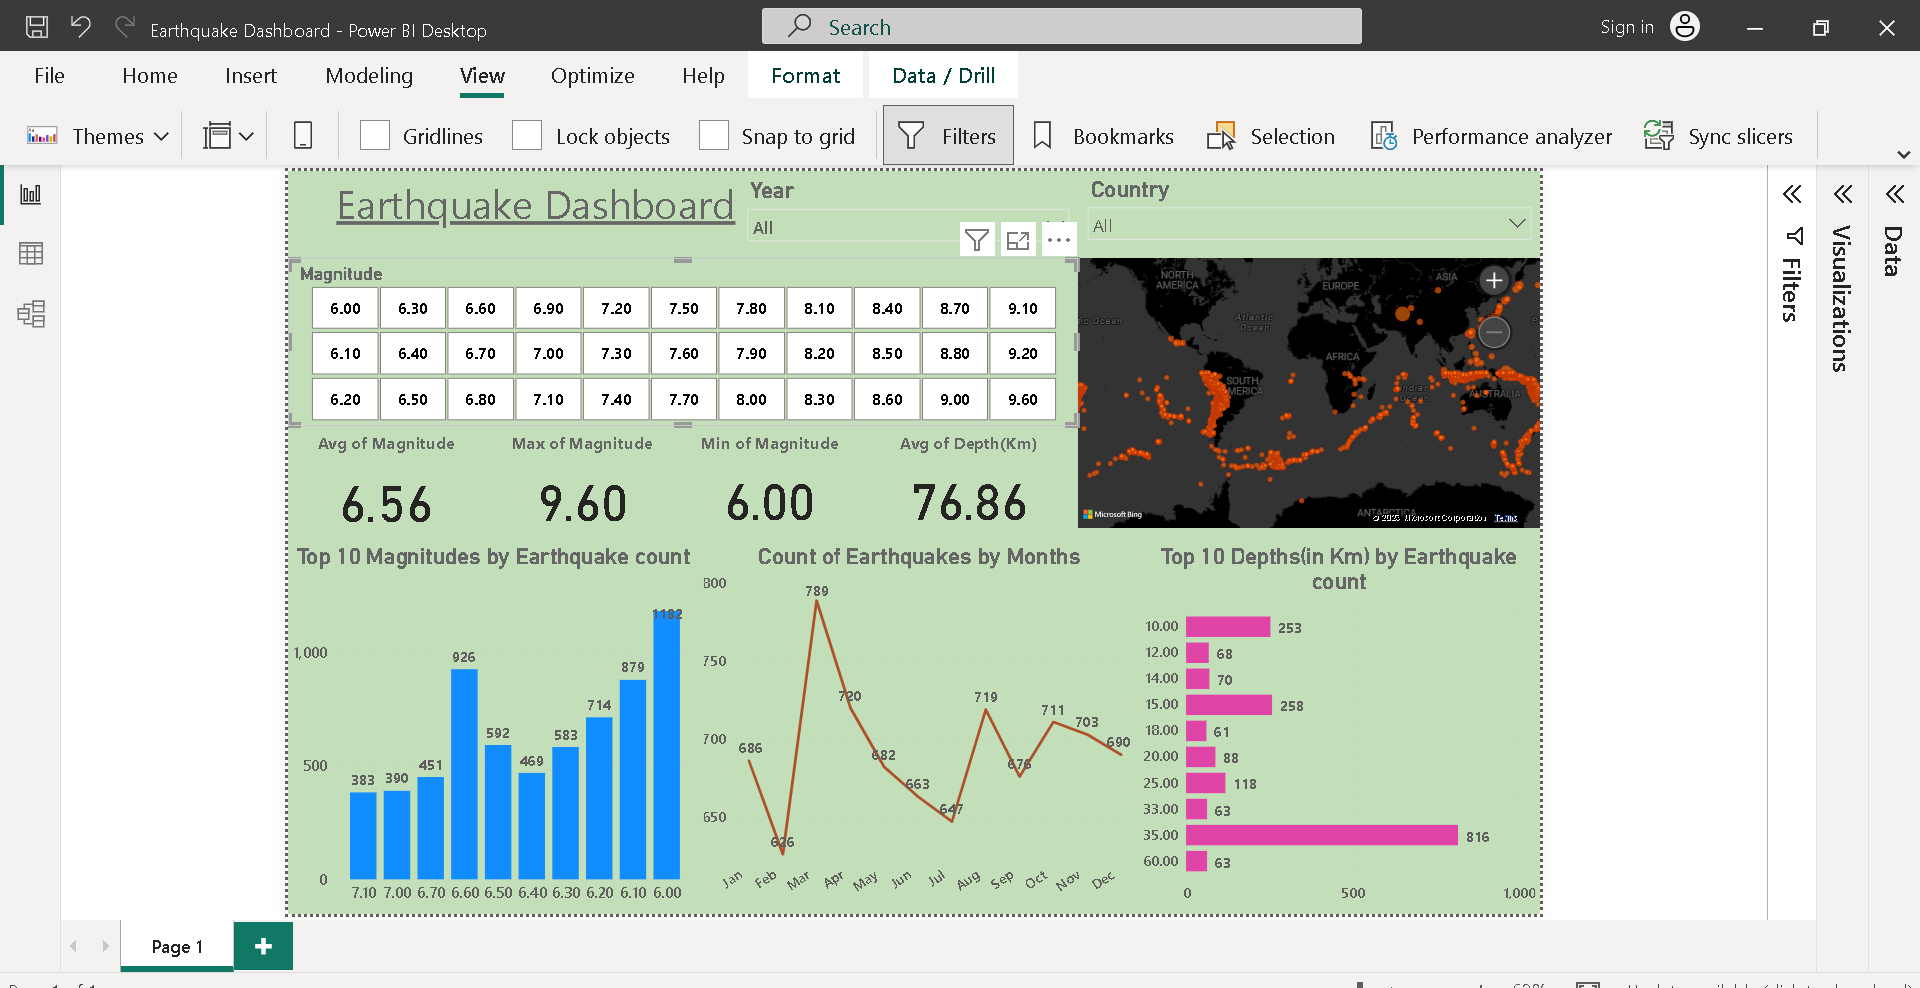 Earthquake Dashboard - Power BI Desktop
Search
Sign in
File Home Insert Modeling View Optimize Help Format Data / Drill
Themes Gridlines Lock objects Snap to grid Filters Bookmarks Selection Performance analyzer Sync slicers
Earthquake Dashboard
Year
All
Country
All
Magnitude
6.00 6.30 6.60 6.90 7.20 7.50 7.80 8.10 8.40 8.70 9.10
6.10 6.40 6.70 7.00 7.30 7.60 7.90 8.20 8.50 8.80 9.20
6.20 6.50 6.80 7.10 7.40 7.70 8.00 8.30 8.60 9.00 9.60
NORTH
AMERICA
EUROPE
ASIA
Atlantic
Ocean
ic Ocean
AFRICA
SOUTH
MERICA
Indian
Ocean
AUSTRALIA
ANTARCTICA
Microsoft Bing
Microsoft Corporation Terms
Avg of Magnitude
6.56
Max of Magnitude
9.60
Min of Magnitude
6.00
Avg of Depth(Km)
76.86
Top 10 Magnitudes by Earthquake count
1,000
500
0
383 390 451 926 592 469 583 714 879 1182
7.10 7.00 6.70 6.60 6.50 6.40 6.30 6.20 6.10 6.00
Count of Earthquakes by Months
800
750
700
650
686 626 789 720 682 663 647 719 676 711 703 690
Jan Feb Mar Apr May Jun Jul Aug Sep Oct Nov Dec
Top 10 Depths(in Km) by Earthquake
count
10.00 253
12.00 68
14.00 70
15.00 258
18.00 61
20.00 88
25.00 118
33.00 63
35.00 816
60.00 63
0 500 1,000
Filters
Visualizations
Data
Page 1